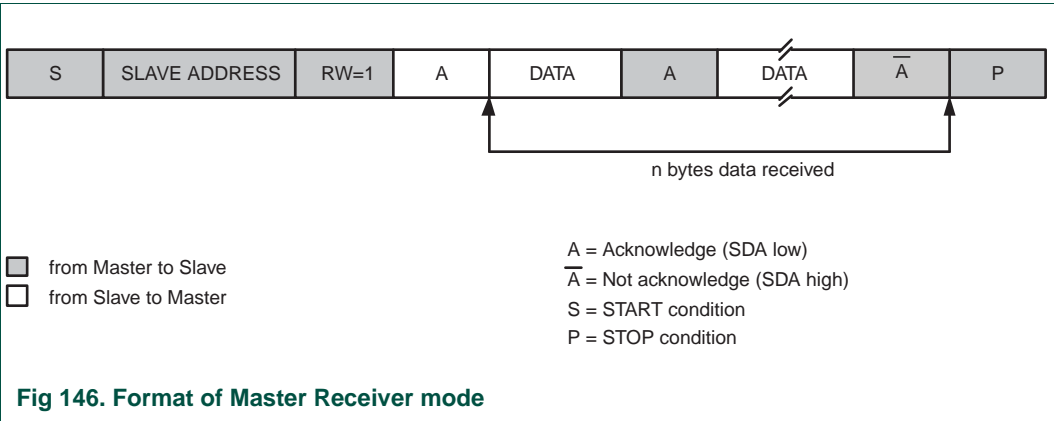 S SLAVE ADDRESS RW=1 A DATA A DATA A̅ P
n bytes data received
from Master to Slave
from Slave to Master
A = Acknowledge (SDA low)
A̅ = Not acknowledge (SDA high)
S = START condition
P = STOP condition
Fig 146. Format of Master Receiver mode